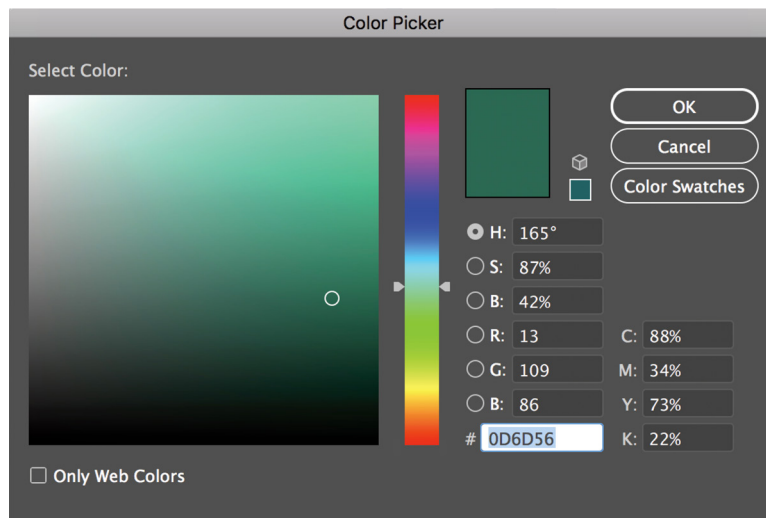 Color Picker
Select Color:
OK
Cancel
Color Swatches
H: 165°
S: 87%
B: 42%
R: 13
C: 88%
G: 109
M: 34%
B: 86
Y: 73%
# 0D6D56
K: 22%
Only Web Colors